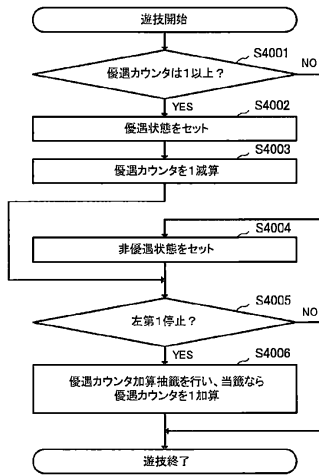 遊技開始
S4001
優遇カウンタは1以上？
NO
YES
S4002
優遇状態をセット
S4003
優遇カウンタを1減算
S4004
非優遇状態をセット
S4005
左第1停止？
NO
YES
S4006
優遇カウンタ加算抽籤を行い、当籤なら
優遇カウンタを1加算
遊技終了